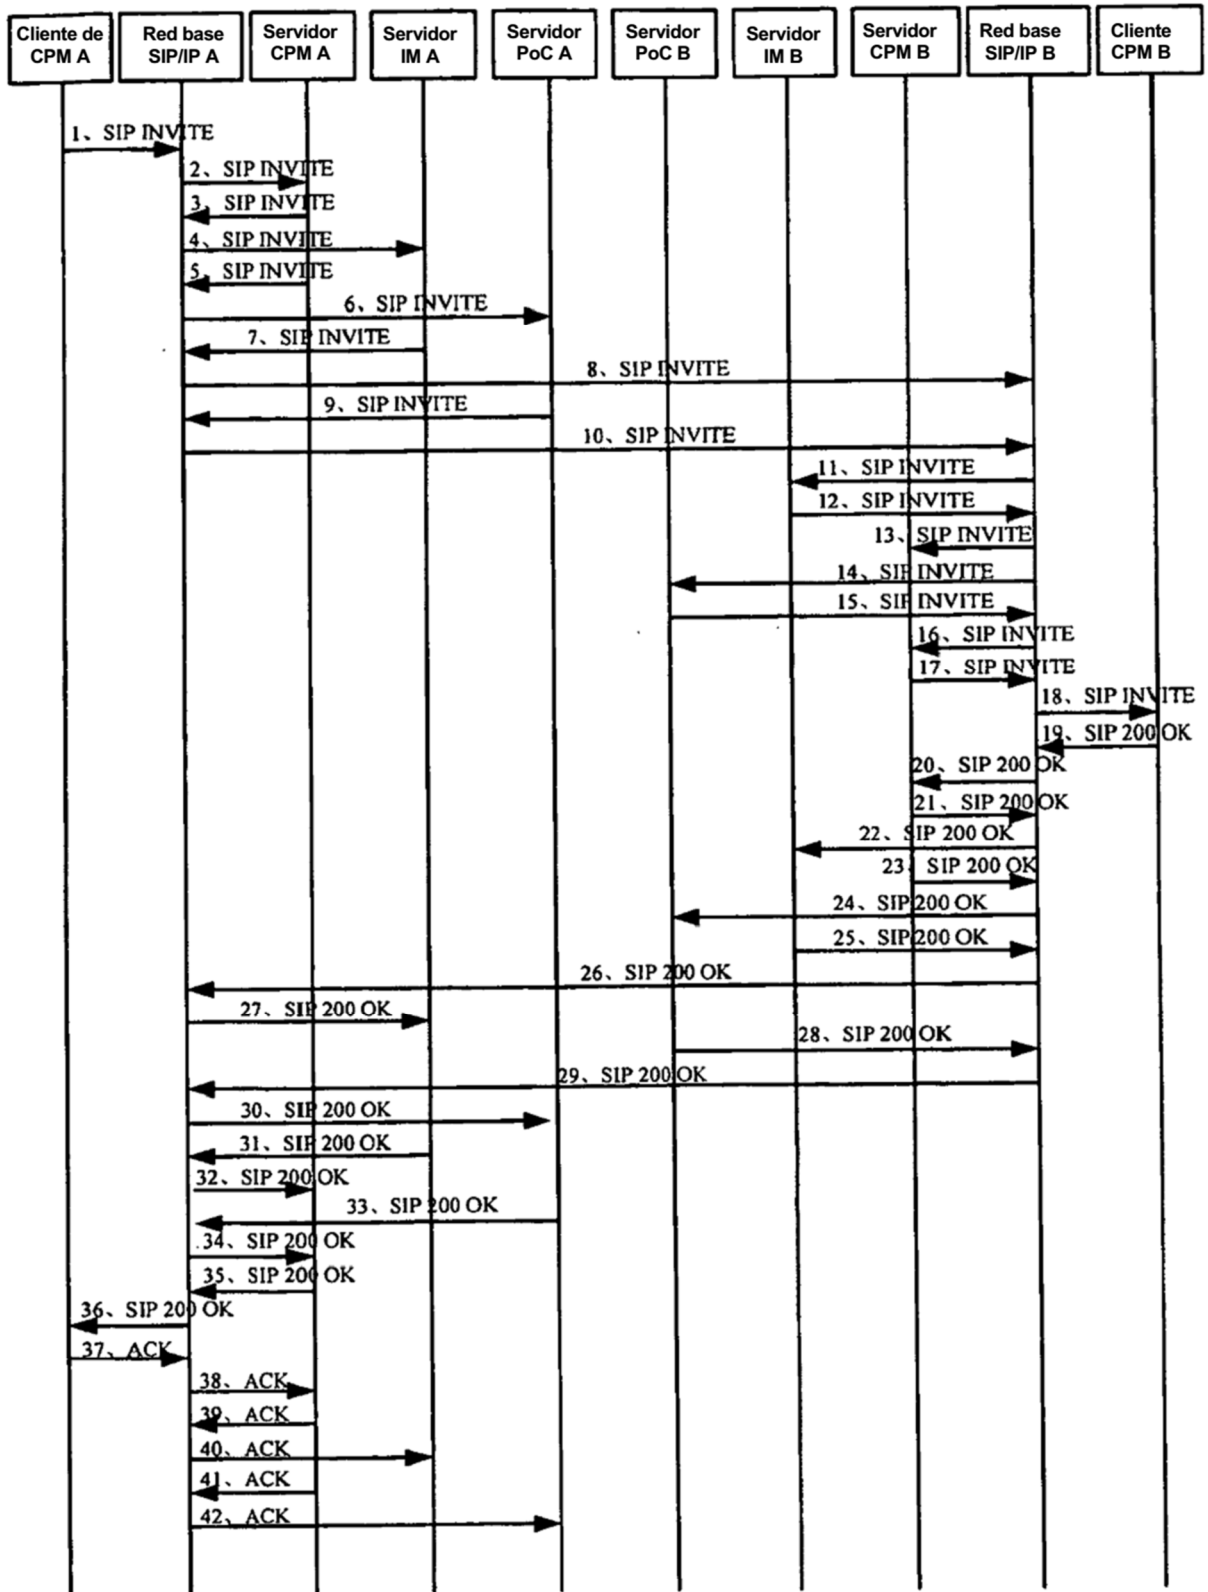 Cliente de
CPM A
Red base
SIP/IP A
Servidor
CPM A
Servidor
IM A
Servidor
PoC A
Servidor
PoC B
Servidor
IM B
Servidor
CPM B
Red base
SIP/IP B
Cliente
CPM B
1、SIP INVITE
2、SIP INVITE
3、SIP INVITE
4、SIP INVITE
5、SIP INVITE
6、SIP INVITE
7、SIP INVITE
8、SIP INVITE
9、SIP INVITE
10、SIP INVITE
11、SIP INVITE
12、SIP INVITE
13、SIP INVITE
14、SIP INVITE
15、SIP INVITE
16、SIP INVITE
17、SIP INVITE
18、SIP INVITE
19、SIP 200 OK
20、SIP 200 OK
21、SIP 200 OK
22、SIP 200 OK
23、SIP 200 OK
24、SIP 200 OK
25、SIP 200 OK
26、SIP 200 OK
27、SIP 200 OK
28、SIP 200 OK
29、SIP 200 OK
30、SIP 200 OK
31、SIP 200 OK
32、SIP 200 OK
33、SIP 200 OK
34、SIP 200 OK
35、SIP 200 OK
36、SIP 200 OK
37、ACK
38、ACK
39、ACK
40、ACK
41、ACK
42、ACK